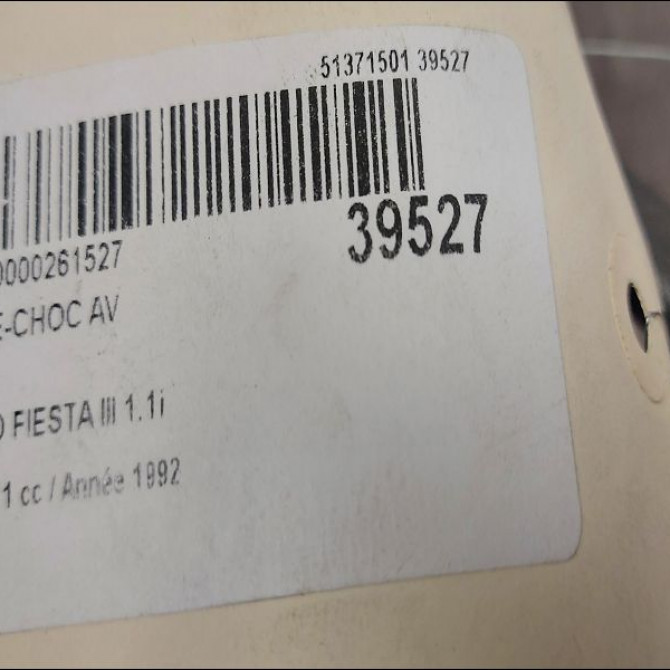 51371501 39527
0000261527
39527
E-CHOC AV
FIESTA III 1.1i
1 cc / Année 1992